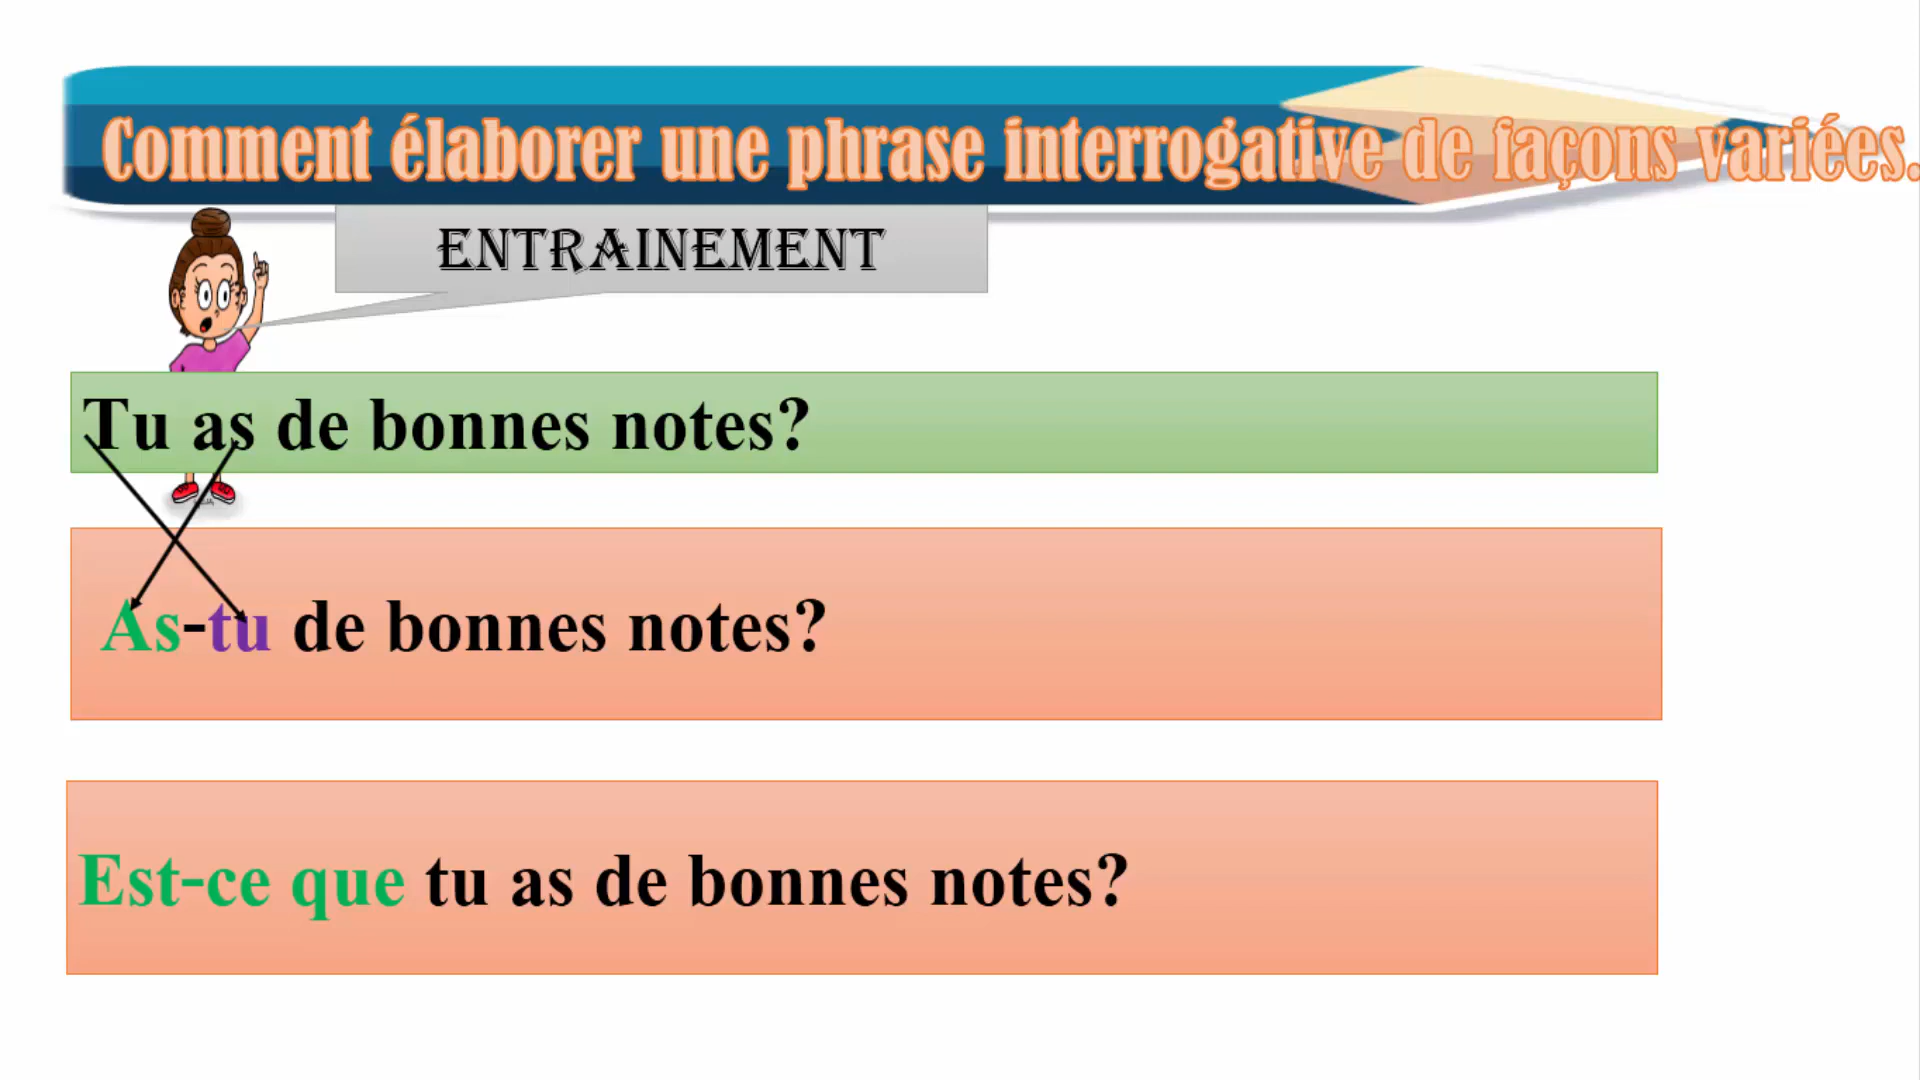 Comment élaborer une phrase interrogative de façons variées.
ENTRAINEMENT
Tu as de bonnes notes?
As-tu de bonnes notes?
Est-ce que tu as de bonnes notes?